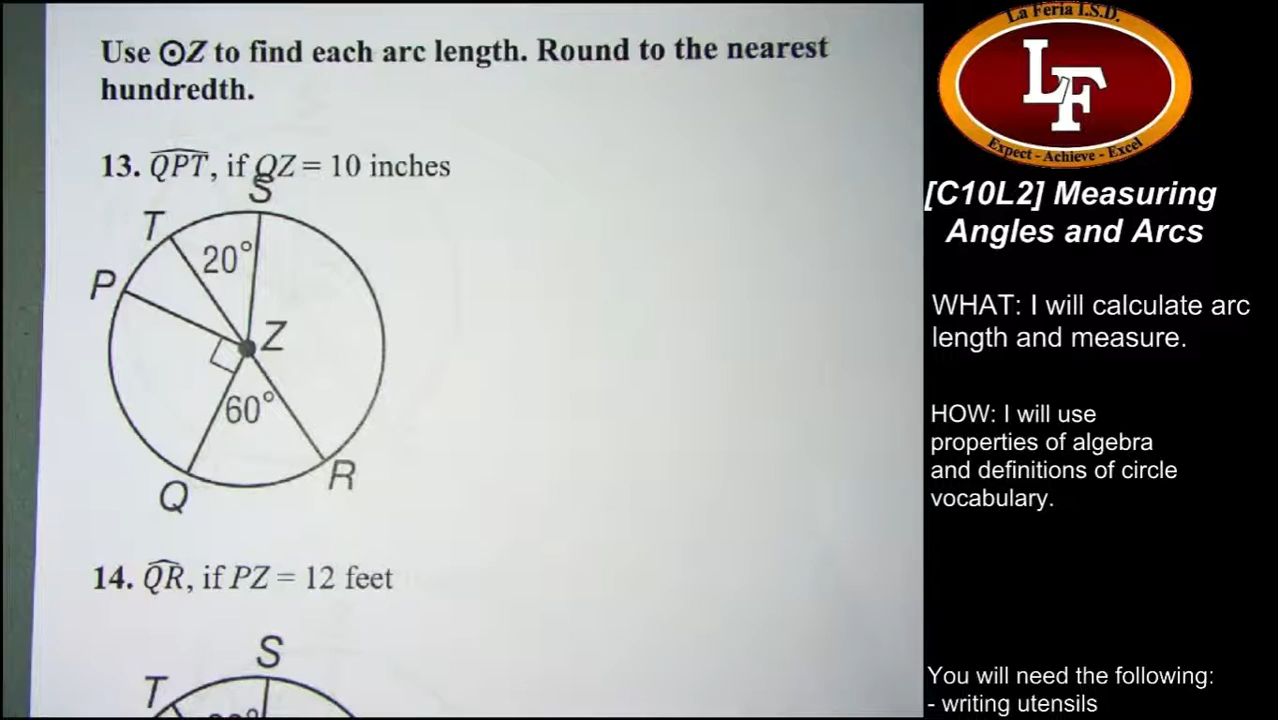 Use ⊙Z to find each arc length. Round to the nearest
hundredth.
13. QPT, if QZ = 10 inches
S
T
20°
P
Z
60°
R
Q
14. QR, if PZ = 12 feet
S
T
La Feria I.S.D.
LF
Expect - Achieve - Excel
[C10L2] Measuring
Angles and Arcs
WHAT: I will calculate arc
length and measure.
HOW: I will use
properties of algebra
and definitions of circle
vocabulary.
You will need the following:
- writing utensils